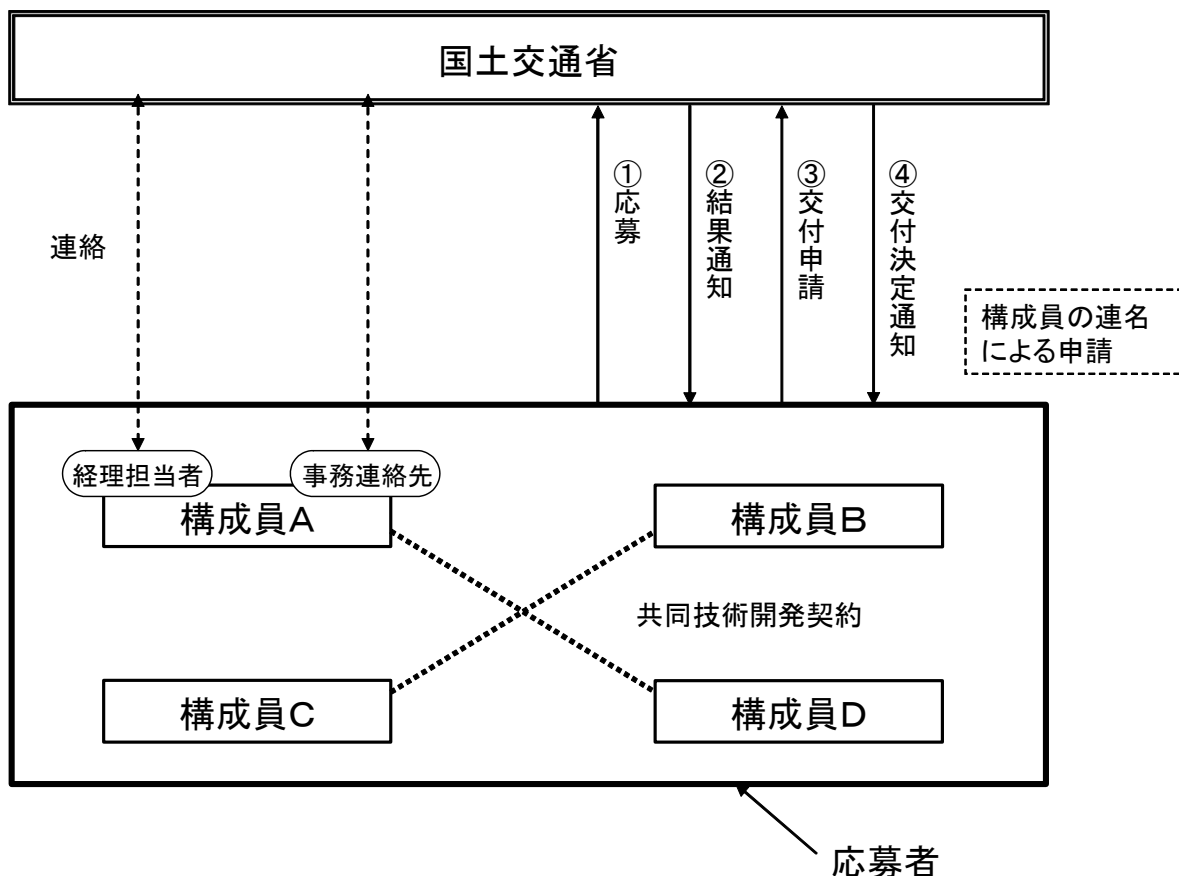 国土交通省
連絡
①応募
②結果通知
③交付申請
④交付決定通知
構成員の連名
による申請
経理担当者
事務連絡先
構成員A
構成員B
共同技術開発契約
構成員C
構成員D
応募者